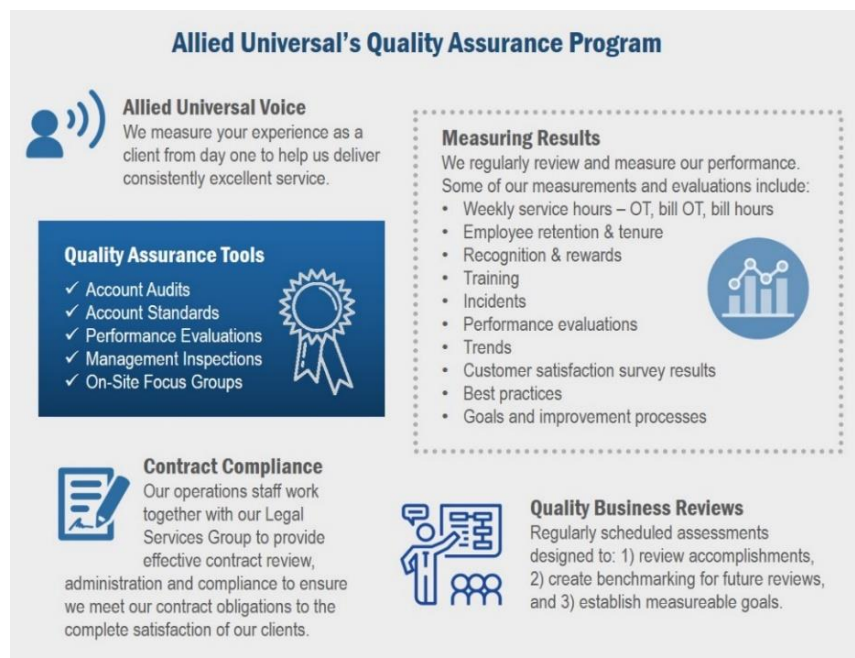 Allied Universal's Quality Assurance Program
Allied Universal Voice
We measure your experience as a
client from day one to help us deliver
consistently excellent service.
Quality Assurance Tools
✓ Account Audits
✓ Account Standards
✓ Performance Evaluations
✓ Management Inspections
✓ On-Site Focus Groups
Measuring Results
We regularly review and measure our performance.
Some of our measurements and evaluations include:
• Weekly service hours – OT, bill OT, bill hours
• Employee retention & tenure
• Recognition & rewards
• Training
• Incidents
• Performance evaluations
• Trends
• Customer satisfaction survey results
• Best practices
• Goals and improvement processes
Contract Compliance
Our operations staff work
together with our Legal
Services Group to provide
effective contract review,
administration and compliance to ensure
we meet our contract obligations to the
complete satisfaction of our clients.
Quality Business Reviews
Regularly scheduled assessments
designed to: 1) review accomplishments,
2) create benchmarking for future reviews,
and 3) establish measureable goals.